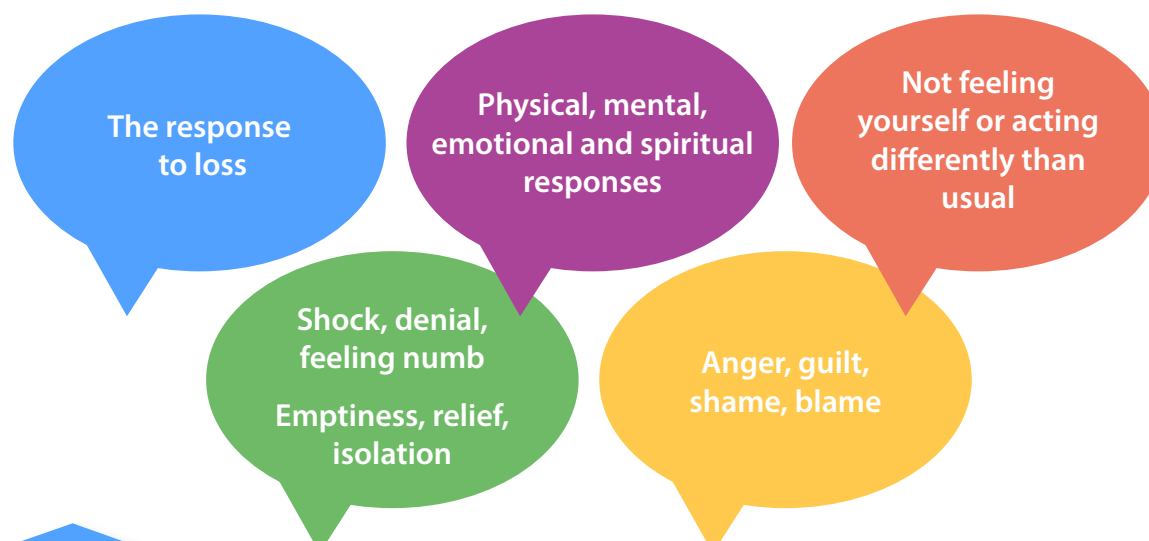 The response
to loss
Physical, mental,
emotional and spiritual
responses
Not feeling
yourself or acting
differently than
usual
Shock, denial,
feeling numb
Emptiness, relief,
isolation
Anger, guilt,
shame, blame